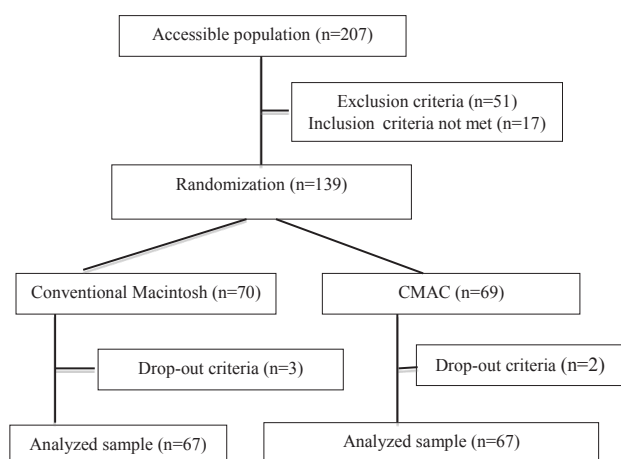 Accessible population (n=207)
Exclusion criteria (n=51)
Inclusion criteria not met (n=17)
Randomization (n=139)
Conventional Macintosh (n=70)
CMAC (n=69)
Drop-out criteria (n=3)
Drop-out criteria (n=2)
Analyzed sample (n=67)
Analyzed sample (n=67)